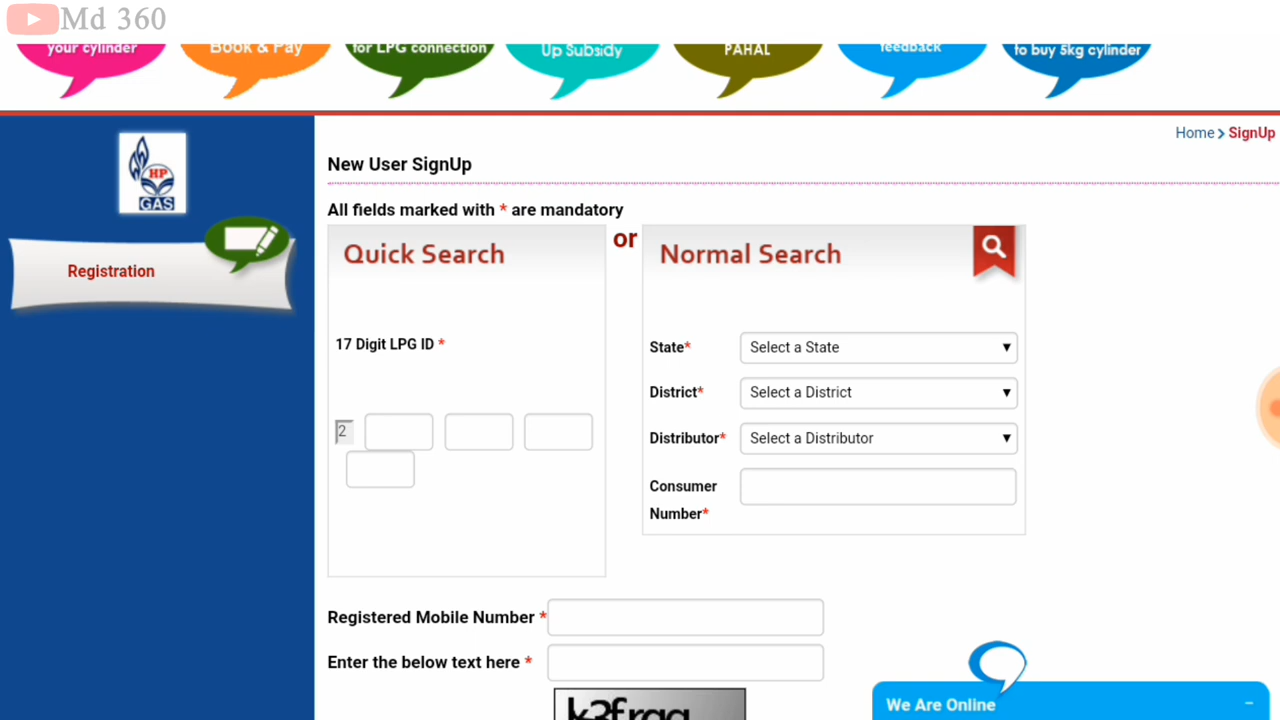 Md 360
your cylinder
Book & Pay
for LPG connection
Up Subsidy
PAHAL
feedback
to buy 5kg cylinder
HP
GAS
Registration
Home > SignUp
New User SignUp
All fields marked with * are mandatory
Quick Search
or
Normal Search
17 Digit LPG ID *
2
State* Select a State
District* Select a District
Distributor* Select a Distributor
Consumer
Number*
Registered Mobile Number *
Enter the below text here *
We Are Online